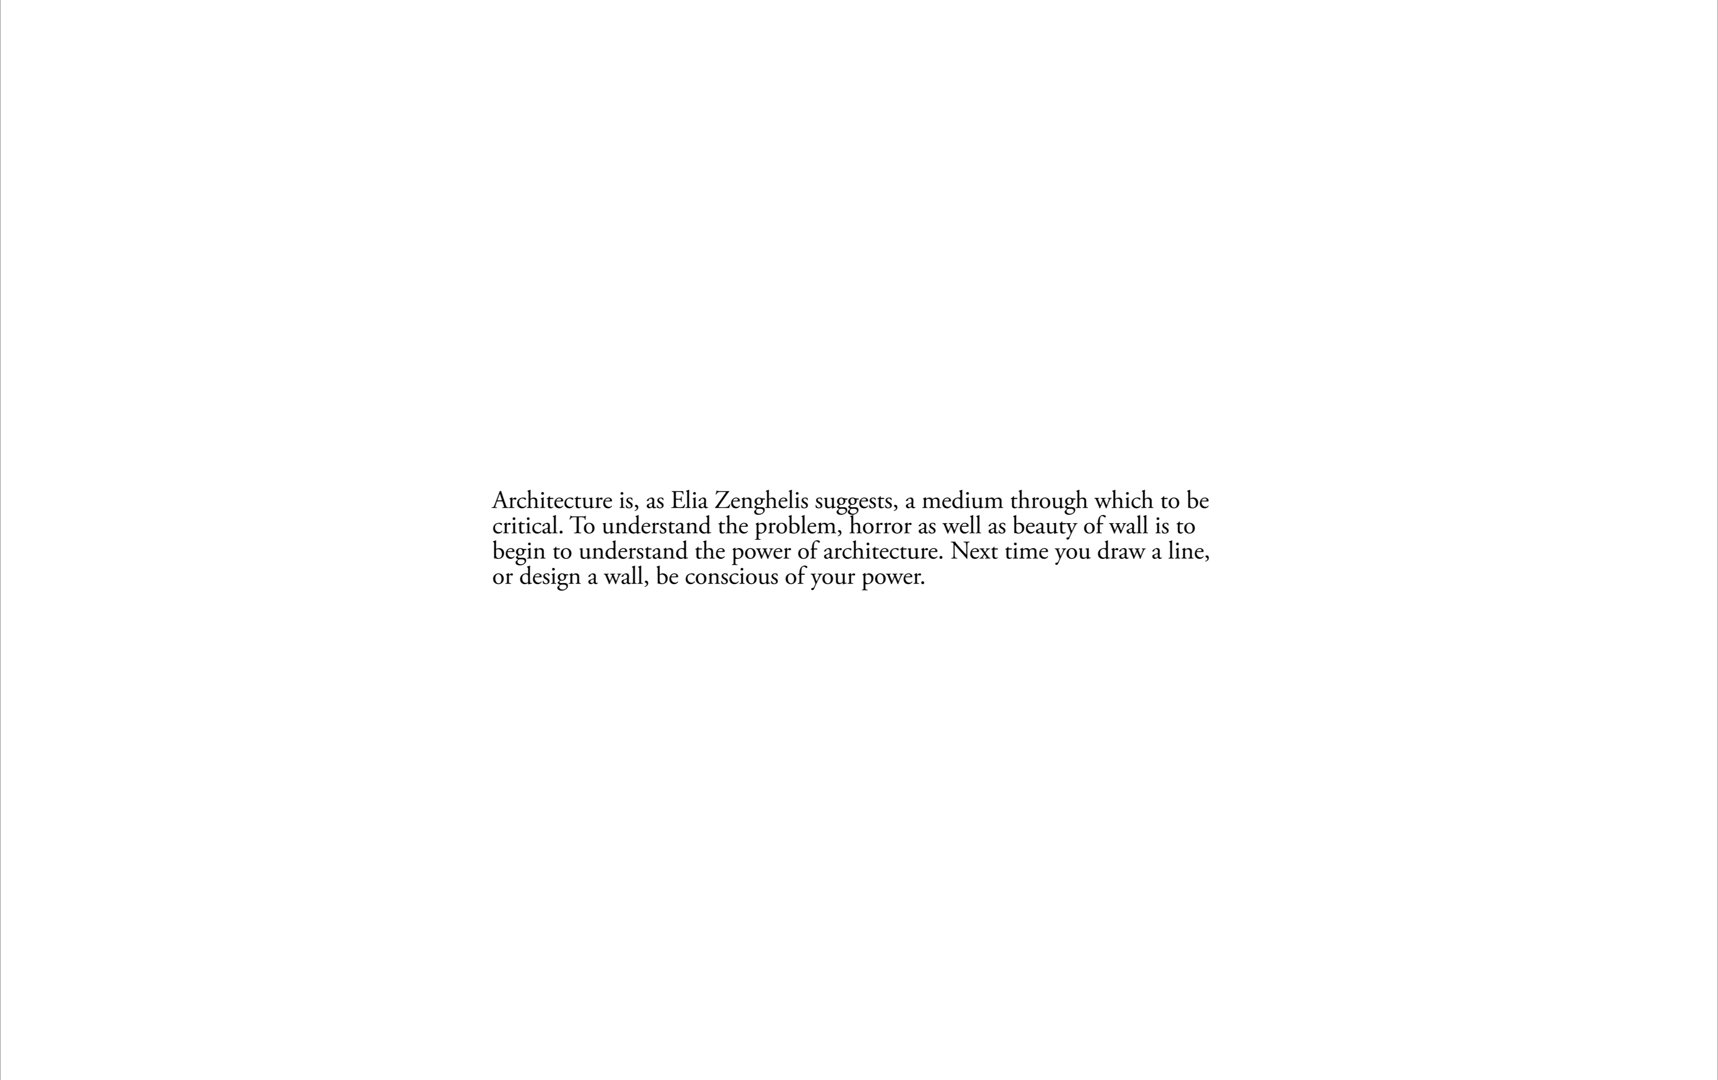 Architecture is, as Elia Zenghelis suggests, a medium through which to be
critical. To understand the problem, horror as well as beauty of wall is to
begin to understand the power of architecture. Next time you draw a line,
or design a wall, be conscious of your power.